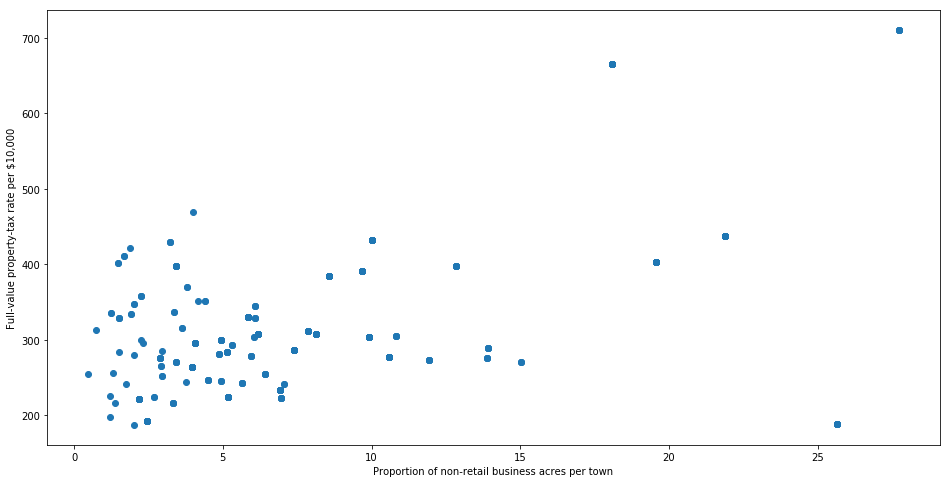 700
600
500
400
300
200
Full-value property-tax rate per $10,000
0 5 10 15 20 25
Proportion of non-retail business acres per town